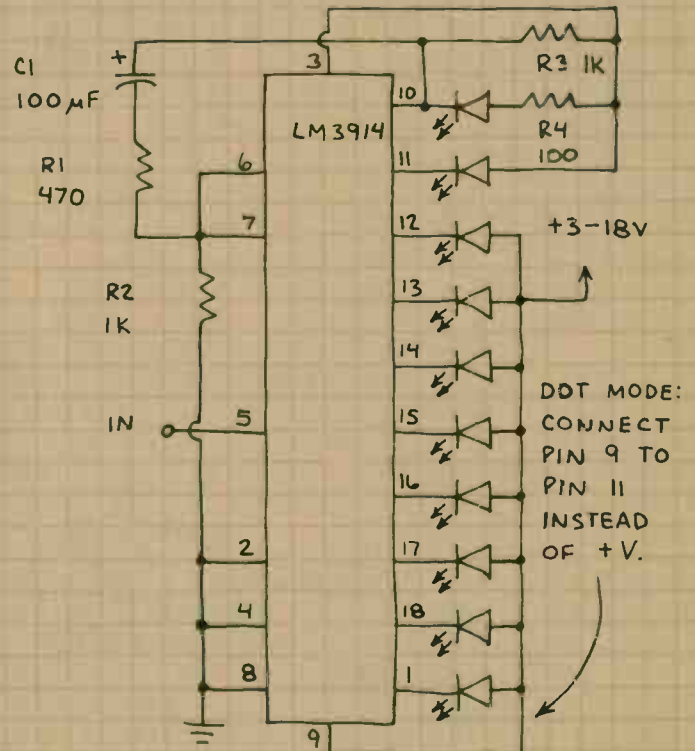 C1
+
100 µF
R1
470
R2
1K
IN
3
LM3914
6
7
5
2
4
8
9
10
11
12
13
14
15
16
17
18
1
R3 1K
R4
100
+3-18V
DOT MODE:
CONNECT
PIN 9 TO
PIN 11
INSTEAD
OF +V.